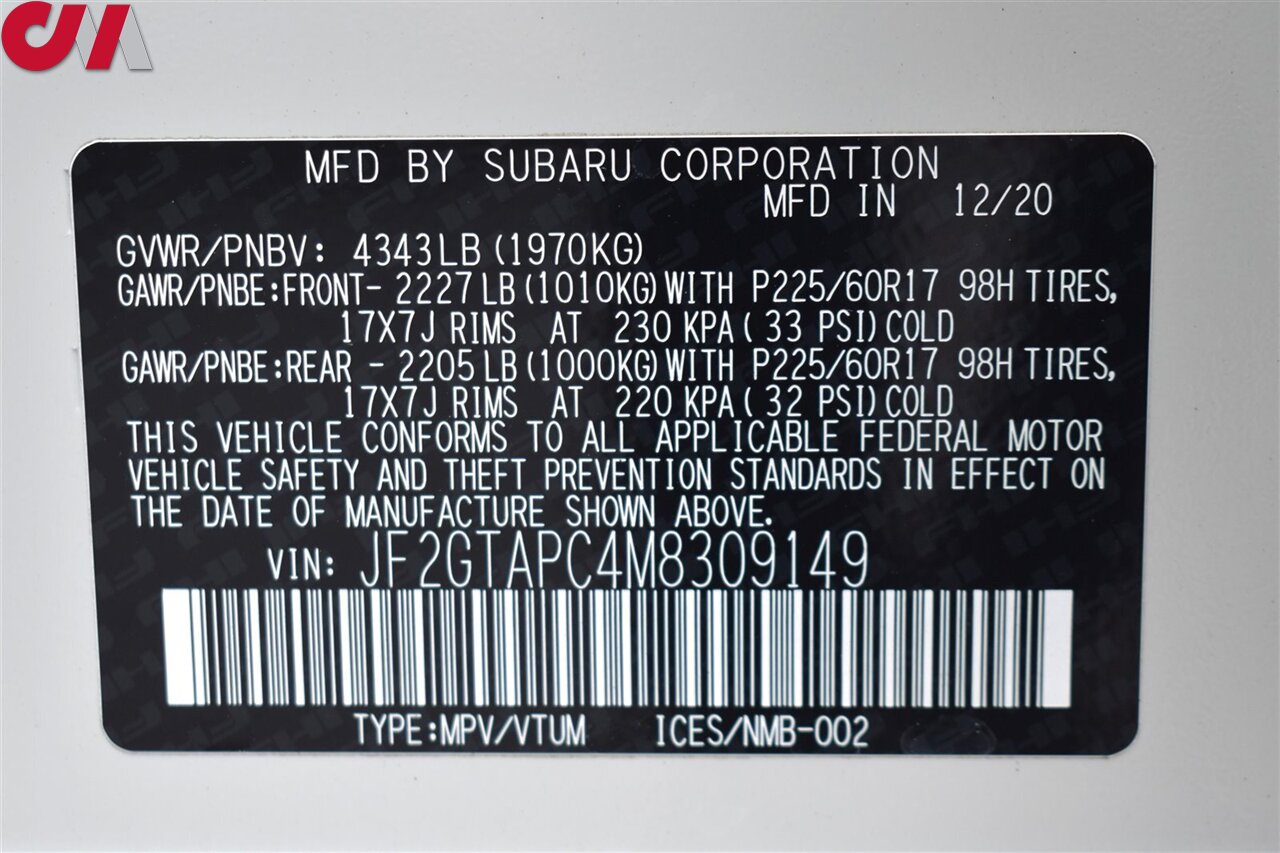 MFD BY SUBARU CORPORATION
MFD IN 12/20
GVWR/PNBV: 4343LB (1970KG)
GAWR/PNBE:FRONT- 2227LB (1010KG) WITH P225/60R17 98H TIRES,
17X7J RIMS AT 230 KPA( 33 PSI) COLD
GAWR/PNBE:REAR - 2205LB (1000KG) WITH P225/60R17 98H TIRES,
17X7J RIMS AT 220 KPA( 32 PSI) COLD
THIS VEHICLE CONFORMS TO ALL APPLICABLE FEDERAL MOTOR
VEHICLE SAFETY AND THEFT PREVENTION STANDARDS IN EFFECT ON
THE DATE OF MANUFACTURE SHOWN ABOVE.
VIN: JF2GTAPC4M8309149
TYPE:MPV/VTUM ICES/NMB-002